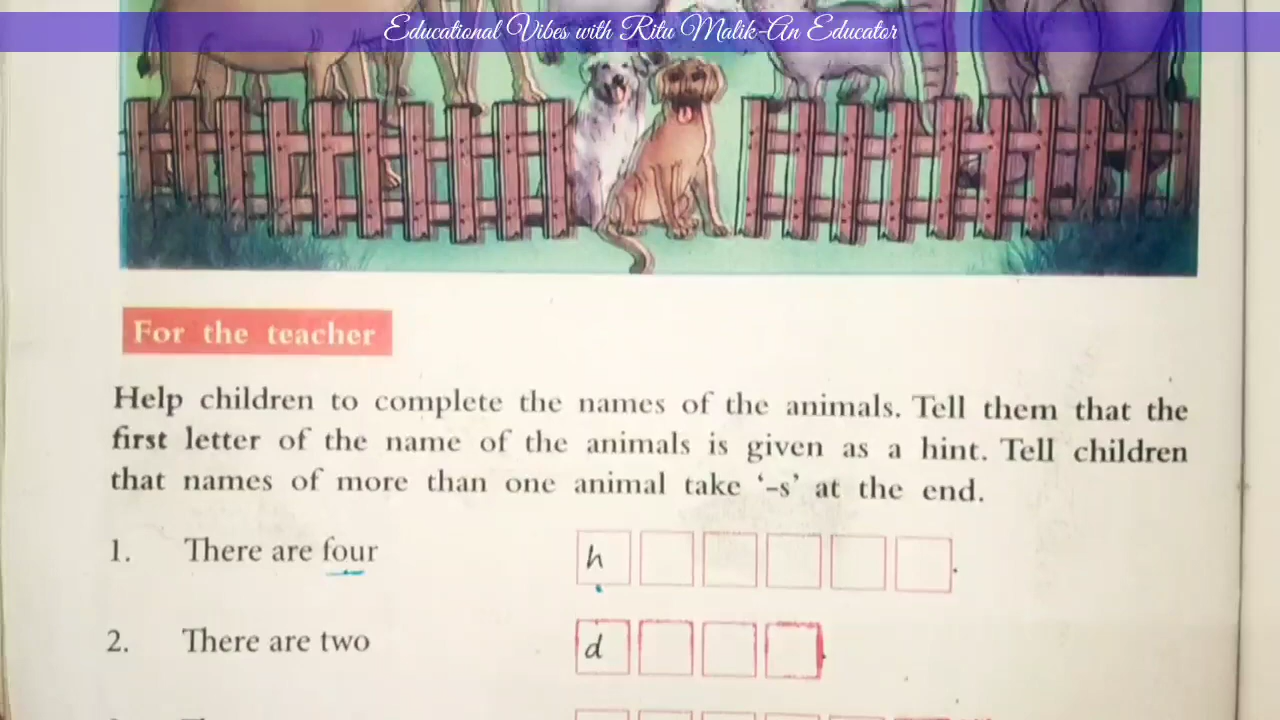 Educational Vibes with Ritu Malik-An Educator
For the teacher
Help children to complete the names of the animals. Tell them that the
first letter of the name of the animals is given as a hint. Tell children
that names of more than one animal take ‘-s’ at the end.
1. There are four h .
2. There are two d .